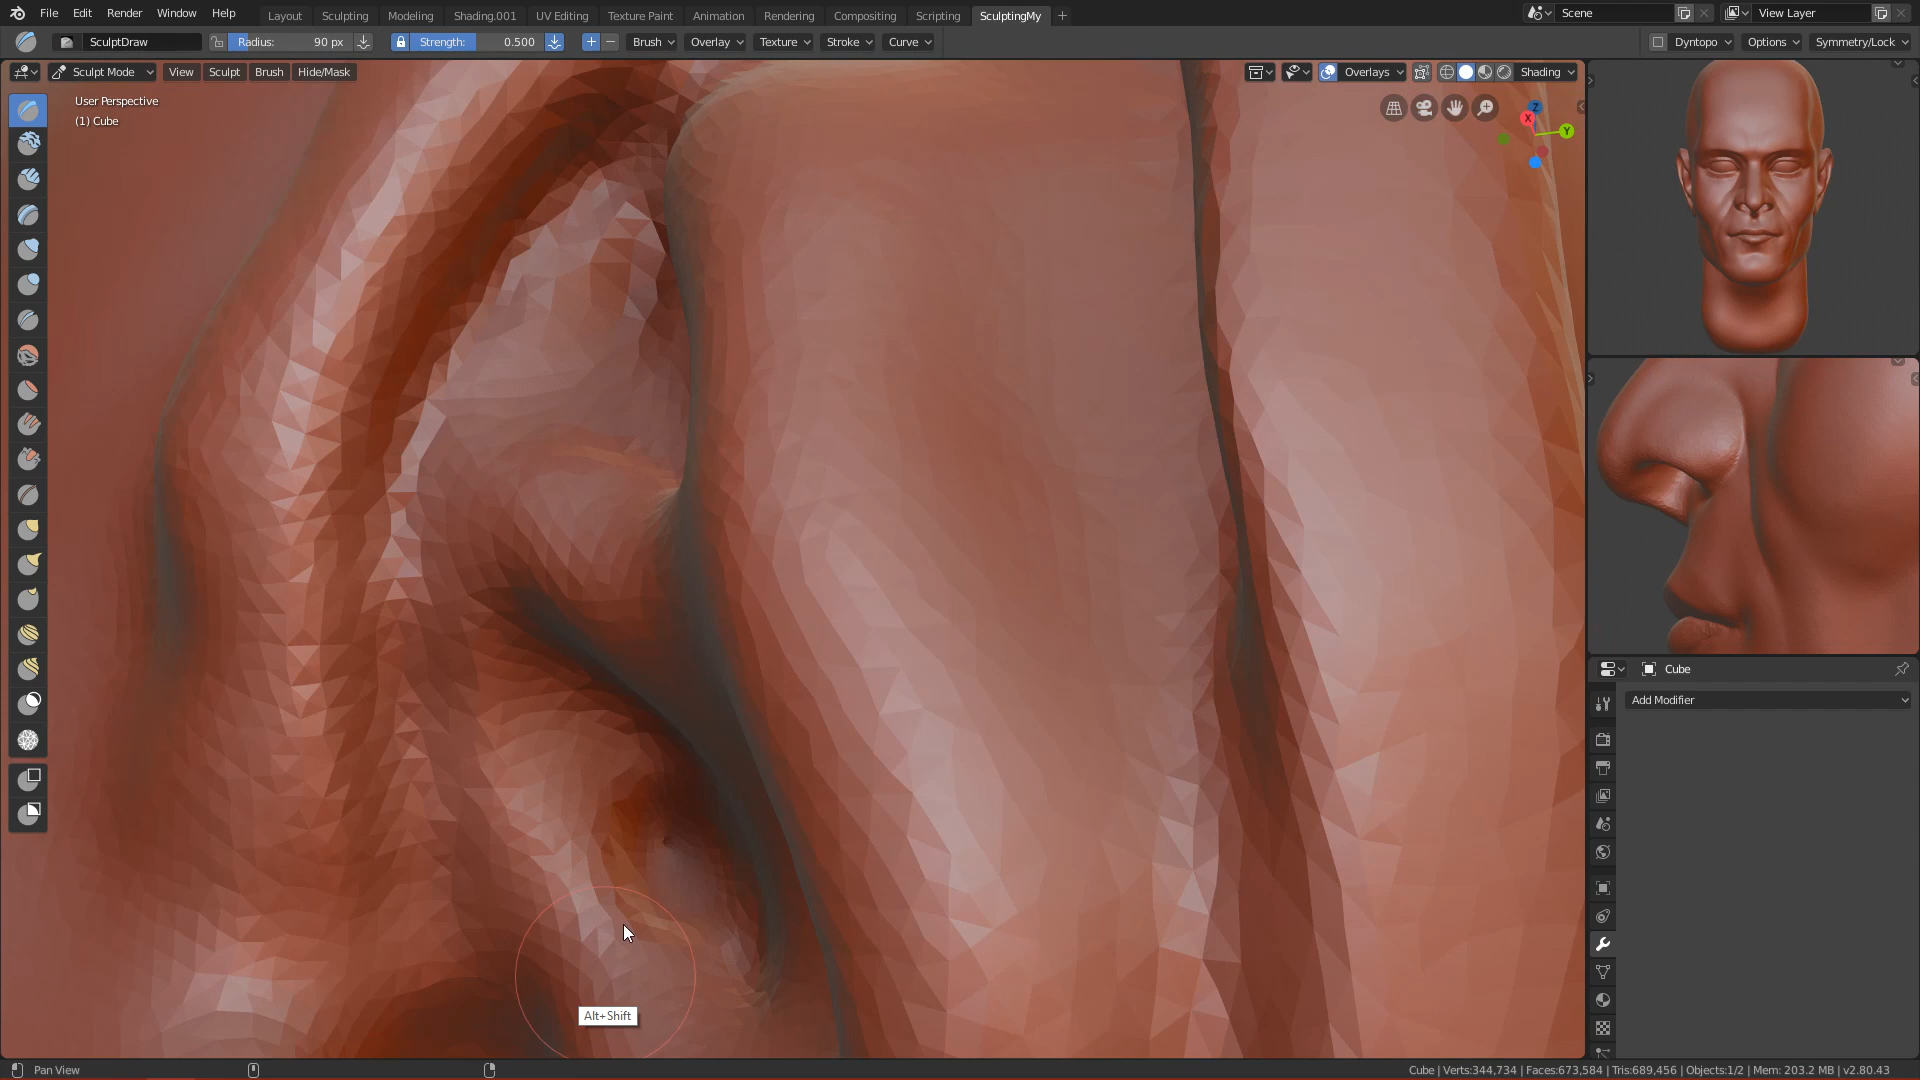 File Edit Render Window Help Layout Sculpting Modeling Shading.001 UV Editing Texture Paint Animation Rendering Compositing Scripting SculptingMy + Scene View Layer
SculptDraw Radius: 90 px Strength: 0.500 Brush Overlay Texture Stroke Curve Dyntopo Options Symmetry/Lock
Sculpt Mode View Sculpt Brush Hide/Mask Overlays Shading
User Perspective
(1) Cube
Z
X
Y
Cube
Add Modifier
Alt+Shift
Pan View Cube | Verts:344,734 | Faces:673,584 | Tris:689,456 | Objects:1/2 | Mem: 203.2 MB | v2.80.43